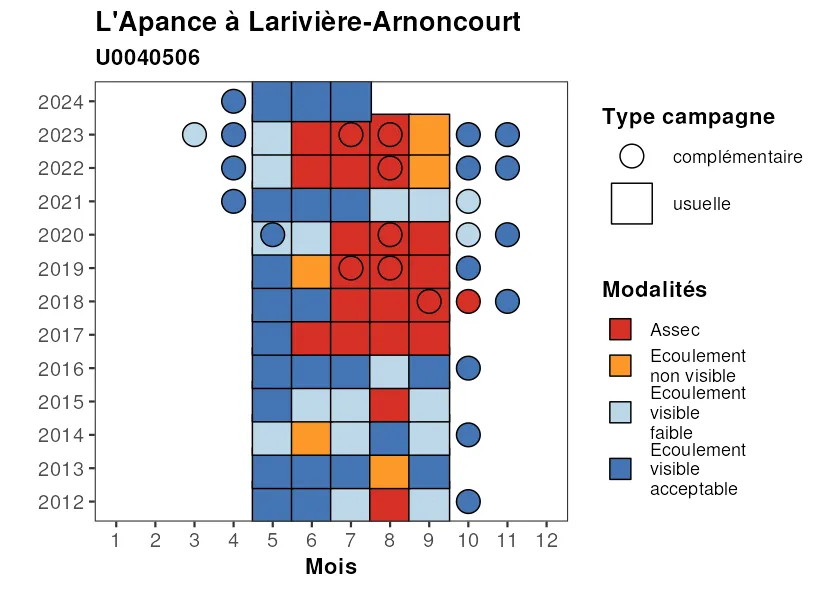 L'Apance à Larivière-Arnoncourt
U0040506
2024
2023
2022
2021
2020
2019
2018
2017
2016
2015
2014
2013
2012
1 2 3 4 5 6 7 8 9 10 11 12
Mois
Type campagne
complémentaire
usuelle
Modalités
Assec
Ecoulement
non visible
Ecoulement
visible
faible
Ecoulement
visible
acceptable